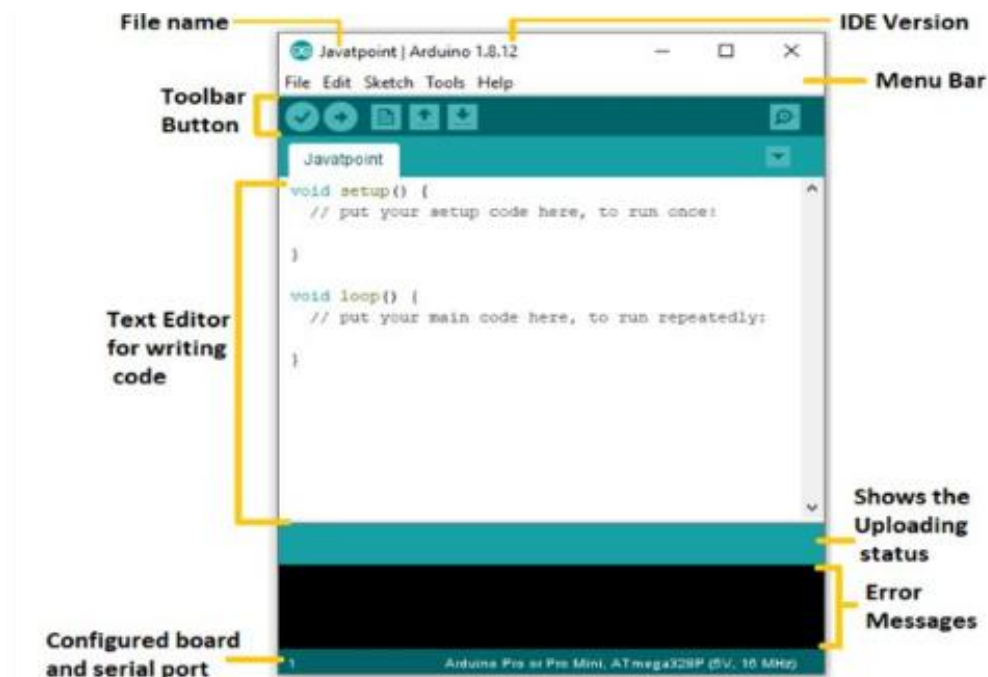 File name
IDE Version
Javatpoint | Arduino 1.8.12
File Edit Sketch Tools Help
Menu Bar
Toolbar
Button
Javatpoint
void setup() {
// put your setup code here, to run once:
}
void loop() {
// put your main code here, to run repeatedly:
}
Text Editor
for writing
code
Shows the
Uploading
status
Error
Messages
Configured board
and serial port
1
Arduino Pro or Pro Mini, ATmega328P (5V, 16 MHz)